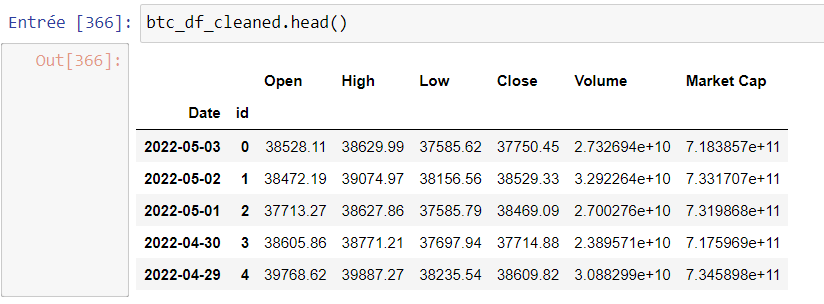 Entrée [366]: btc_df_cleaned.head()
Out[366]:
Open High Low Close Volume Market Cap
Date id
2022-05-03 0 38528.11 38629.99 37585.62 37750.45 2.732694e+10 7.183857e+11
2022-05-02 1 38472.19 39074.97 38156.56 38529.33 3.292264e+10 7.331707e+11
2022-05-01 2 37713.27 38627.86 37585.79 38469.09 2.700276e+10 7.319868e+11
2022-04-30 3 38605.86 38771.21 37697.94 37714.88 2.389571e+10 7.175969e+11
2022-04-29 4 39768.62 39887.27 38235.54 38609.82 3.088299e+10 7.345898e+11